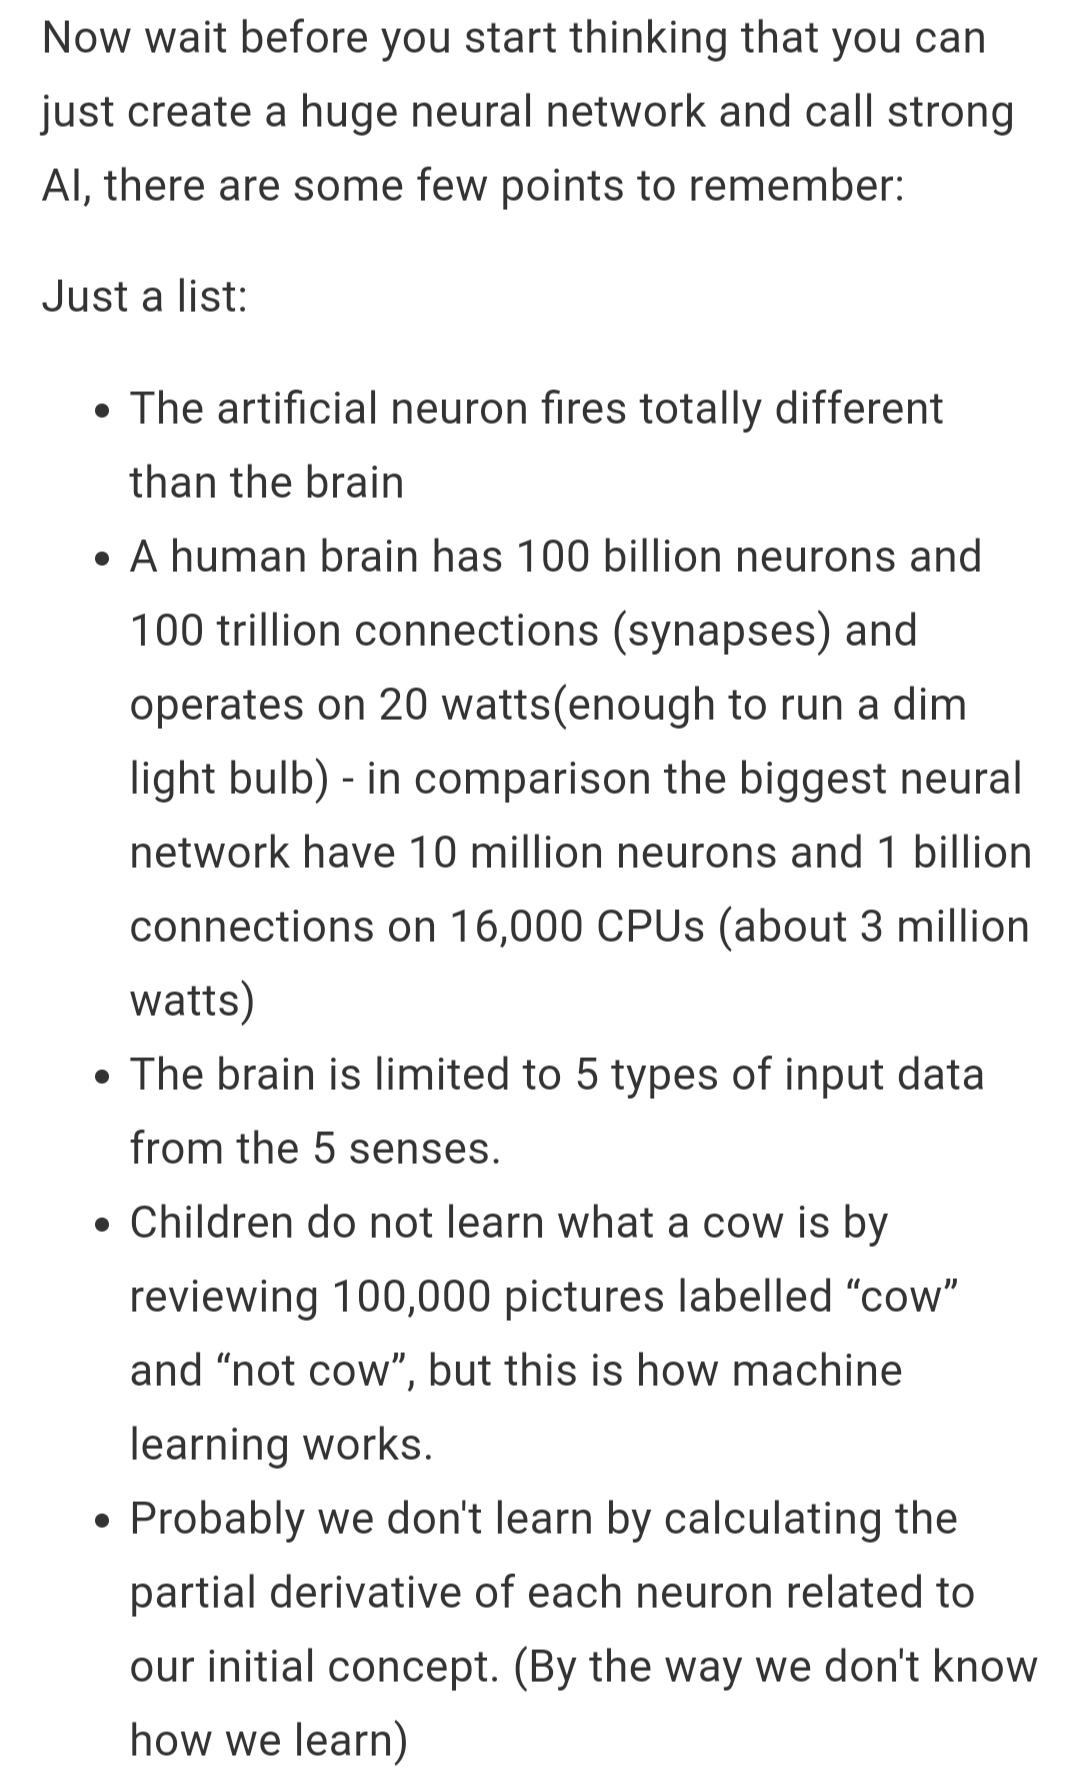 Now wait before you start thinking that you can
just create a huge neural network and call strong
AI, there are some few points to remember:
Just a list:
• The artificial neuron fires totally different
than the brain
• A human brain has 100 billion neurons and
100 trillion connections (synapses) and
operates on 20 watts(enough to run a dim
light bulb) - in comparison the biggest neural
network have 10 million neurons and 1 billion
connections on 16,000 CPUs (about 3 million
watts)
• The brain is limited to 5 types of input data
from the 5 senses.
• Children do not learn what a cow is by
reviewing 100,000 pictures labelled “cow”
and “not cow”, but this is how machine
learning works.
• Probably we don't learn by calculating the
partial derivative of each neuron related to
our initial concept. (By the way we don't know
how we learn)